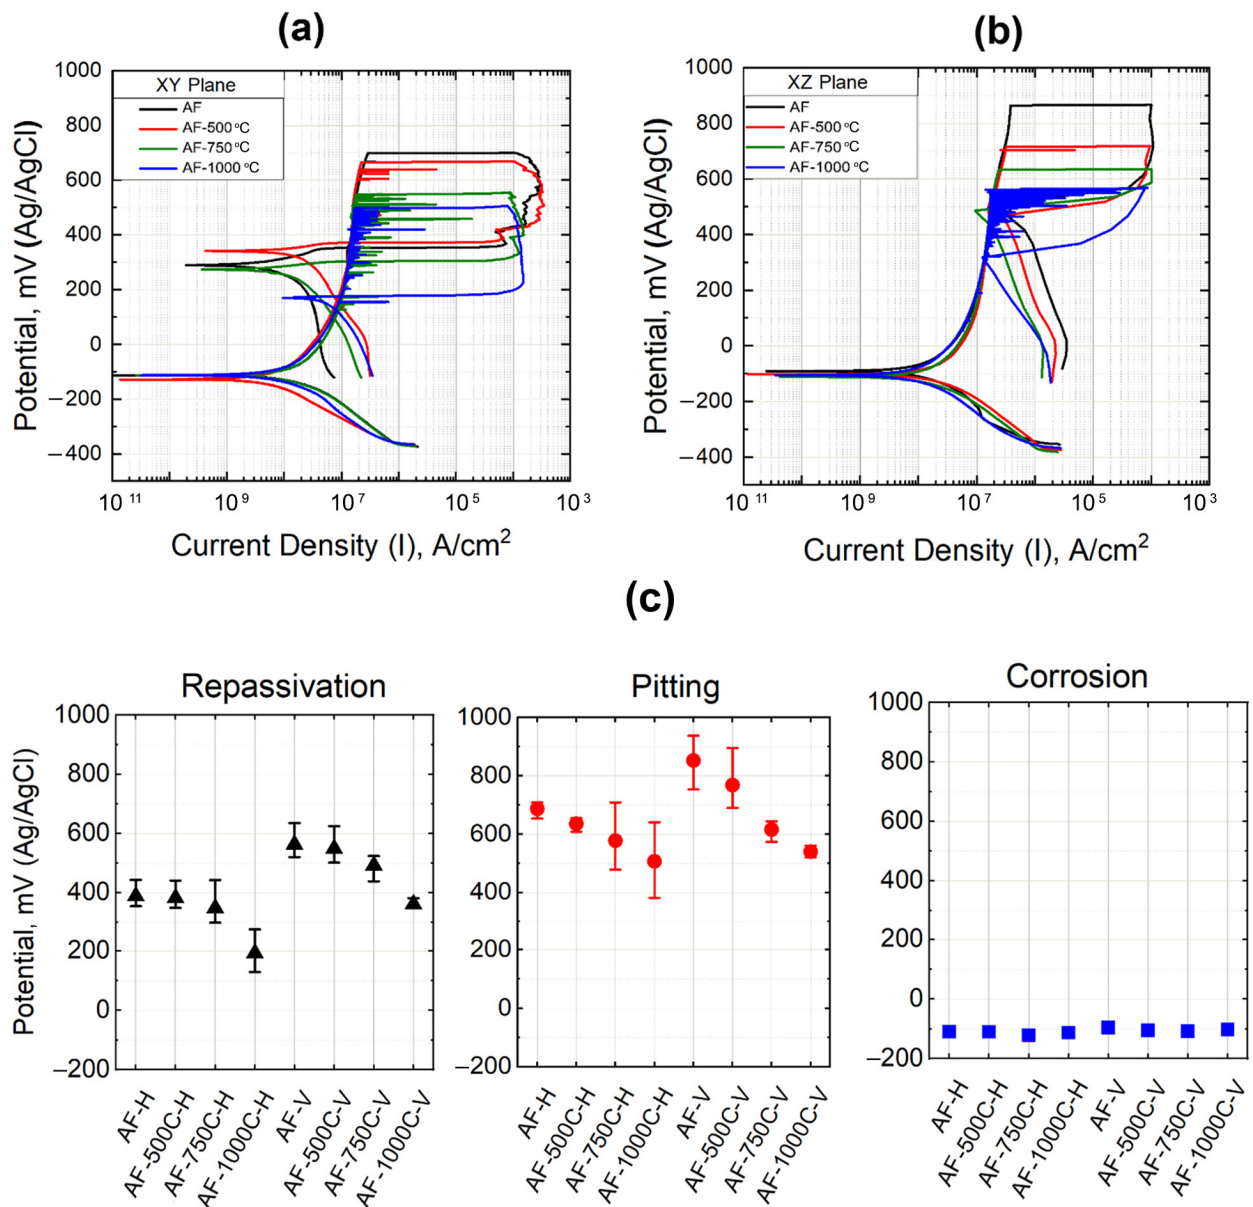 (a)
(b)
1000
800
600
400
200
0
−200
−400
Potential, mV (Ag/AgCl)
XY Plane
AF
AF-500 °C
AF-750 °C
AF-1000 °C
10 11
10 9
10 7
10 5
10 3
Current Density (I), A/cm2
1000
800
600
400
200
0
−200
−400
Potential, mV (Ag/AgCl)
XZ Plane
AF
AF-500 °C
AF-750 °C
AF-1000 °C
10 11
10 9
10 7
10 5
10 3
Current Density (I), A/cm2
(c)
Repassivation
Potential, mV (Ag/AgCl)
1000
800
600
400
200
0
−200
AF-H
AF-500C-H
AF-750C-H
AF-1000C-H
AF-V
AF-500C-V
AF-750C-V
AF-1000C-V
Pitting
1000
800
600
400
200
0
−200
AF-H
AF-500C-H
AF-750C-H
AF-1000C-H
AF-V
AF-500C-V
AF-750C-V
AF-1000C-V
Corrosion
1000
800
600
400
200
0
−200
AF-H
AF-500C-H
AF-750C-H
AF-1000C-H
AF-V
AF-500C-V
AF-750C-V
AF-1000C-V